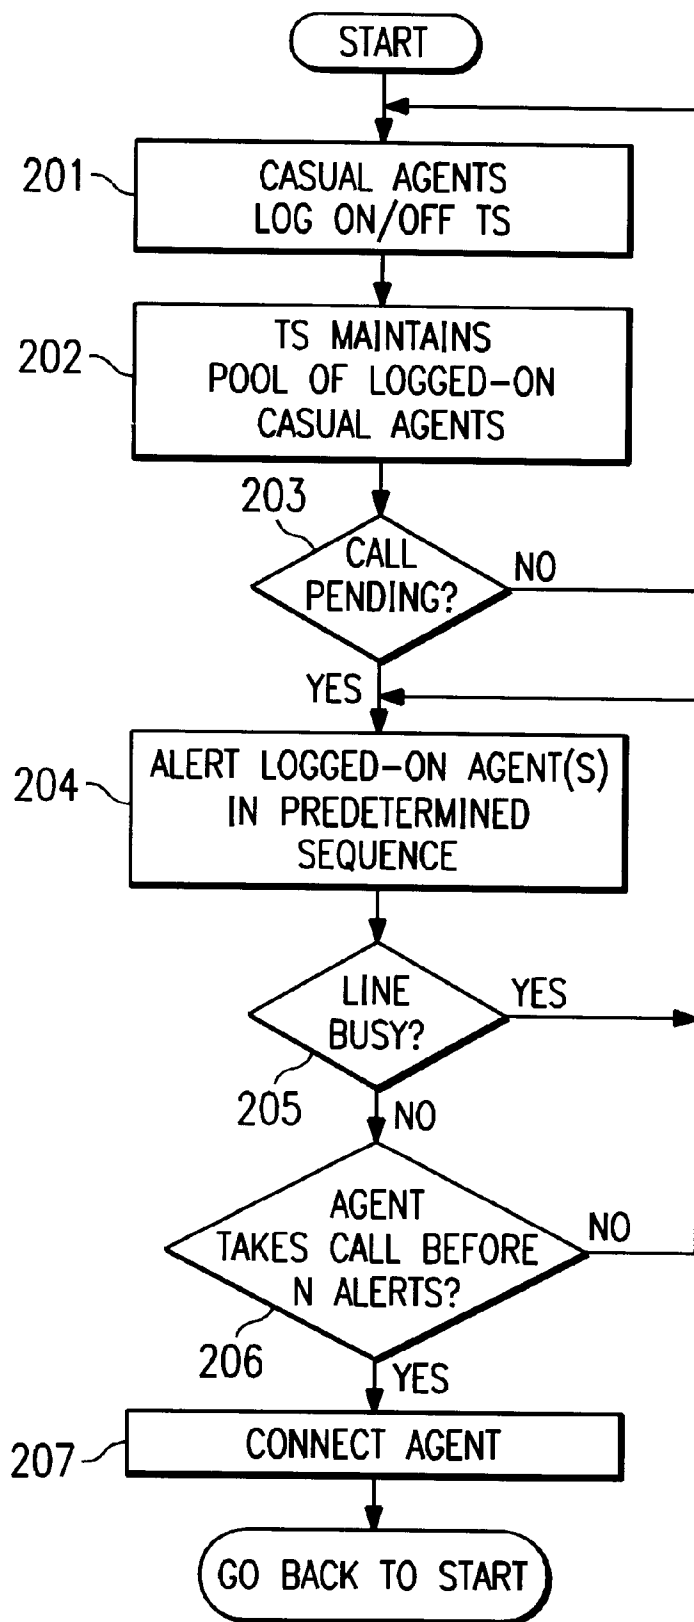 START
201
CASUAL AGENTS
LOG ON/OFF TS
202
TS MAINTAINS
POOL OF LOGGED-ON
CASUAL AGENTS
203
CALL
PENDING?
NO
YES
204
ALERT LOGGED-ON AGENT(S)
IN PREDETERMINED
SEQUENCE
LINE
BUSY?
YES
205
NO
AGENT
TAKES CALL BEFORE
N ALERTS?
NO
206
YES
207
CONNECT AGENT
GO BACK TO START